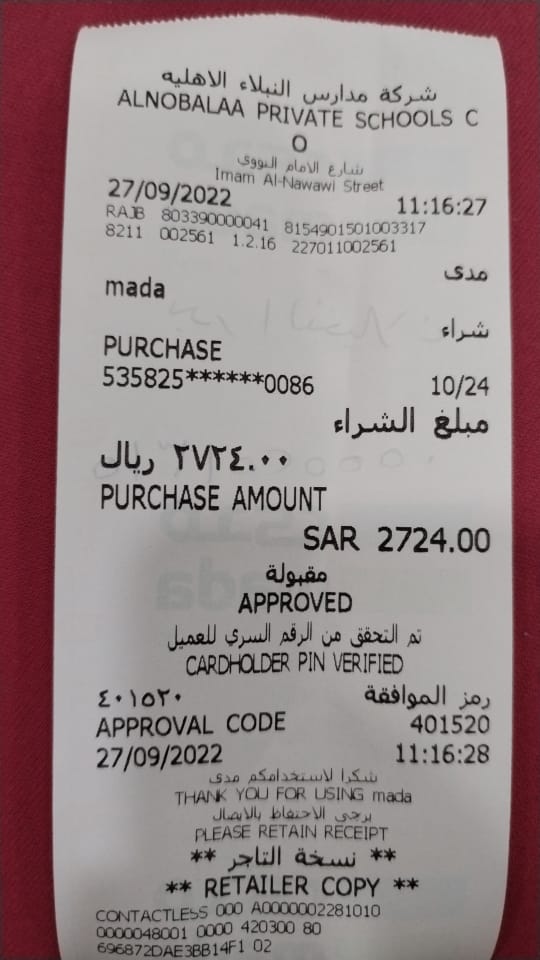 شركة مدارس النبلاء الاهليه
ALNOBALAA PRIVATE SCHOOLS C
O
شارع الامام النووي
Imam Al-Nawawi Street
27/09/2022 11:16:27
RAJB 803390000041 8154901501003317
8211 002561 1.2.16 227011002561
مدى
mada
شراء
PURCHASE
535825******0086 10/24
مبلغ الشراء
٢٧٢٤.٠٠ ريال
PURCHASE AMOUNT
SAR 2724.00
مقبولة
APPROVED
تم التحقق من الرقم السري للعميل
CARDHOLDER PIN VERIFIED
رمز الموافقة ٤٠١٥٢٠
APPROVAL CODE 401520
27/09/2022 11:16:28
شكرا لاستخدامكم مدى
THANK YOU FOR USING mada
يرجى الاحتفاظ بالايصال
PLEASE RETAIN RECEIPT
** نسخة التاجر **
** RETAILER COPY **
CONTACTLESS 000 A0000002281010
0000048001 0000 420300 80
696872DAE3BB14F1 02